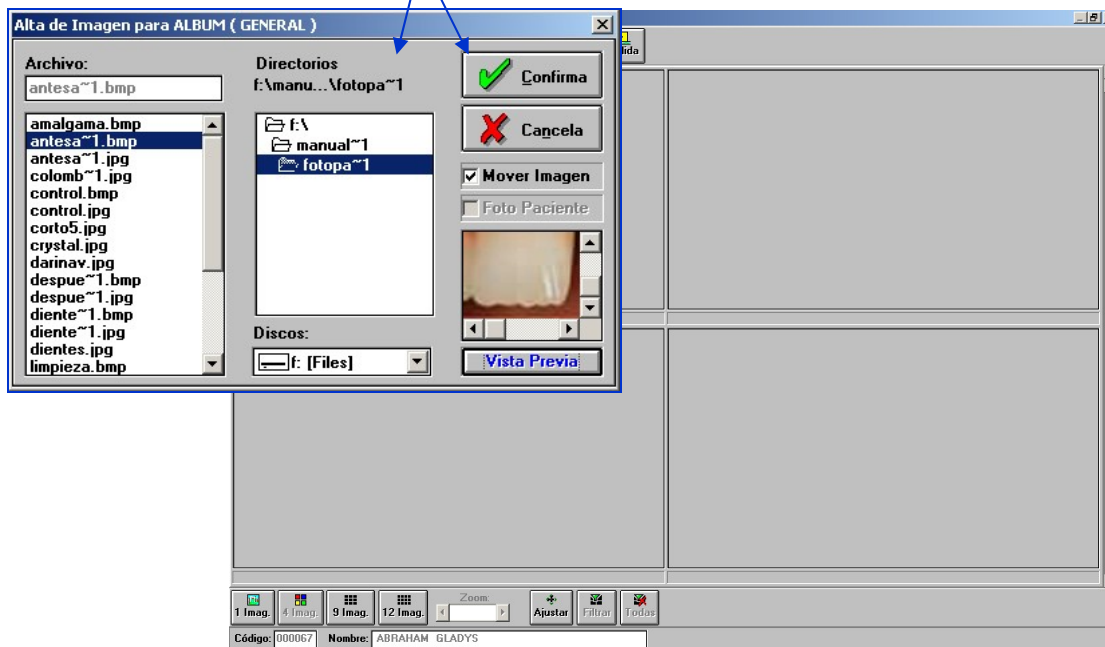 Alta de Imagen para ALBUM ( GENERAL )
Archivo:
antesa~1.bmp
amalgama.bmp
antesa~1.bmp
antesa~1.jpg
colomb~1.jpg
control.bmp
control.jpg
corto5.jpg
crystal.jpg
darinav.jpg
despue~1.bmp
despue~1.jpg
diente~1.bmp
diente~1.jpg
dientes.jpg
limpieza.bmp
Directorios
f:\manu...\fotopa~1
f:\
manual~1
fotopa~1
Discos:
f: [Files]
Confirma
Cancela
Mover Imagen
Foto Paciente
Vista Previa
1 Imag.
4 Imag.
9 Imag.
12 Imag.
Zoom:
Ajustar
Filtrar
Todas
Código: 000067 Nombre: ABRAHAM GLADYS